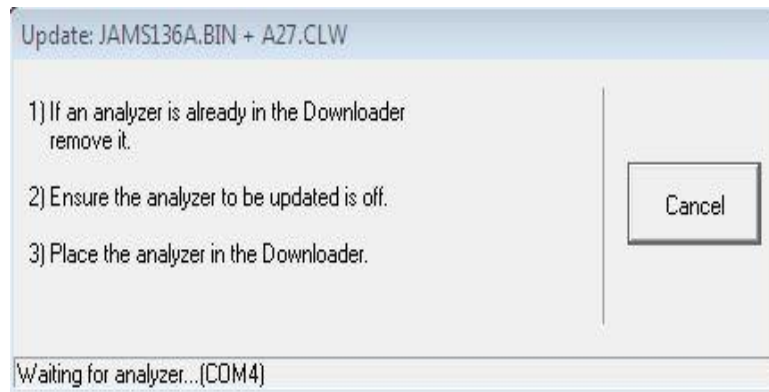 Update: JAMS136A.BIN + A27.CLW
1) If an analyzer is already in the Downloader
remove it.
2) Ensure the analyzer to be updated is off.
Cancel
3) Place the analyzer in the Downloader.
Waiting for analyzer...(COM4)